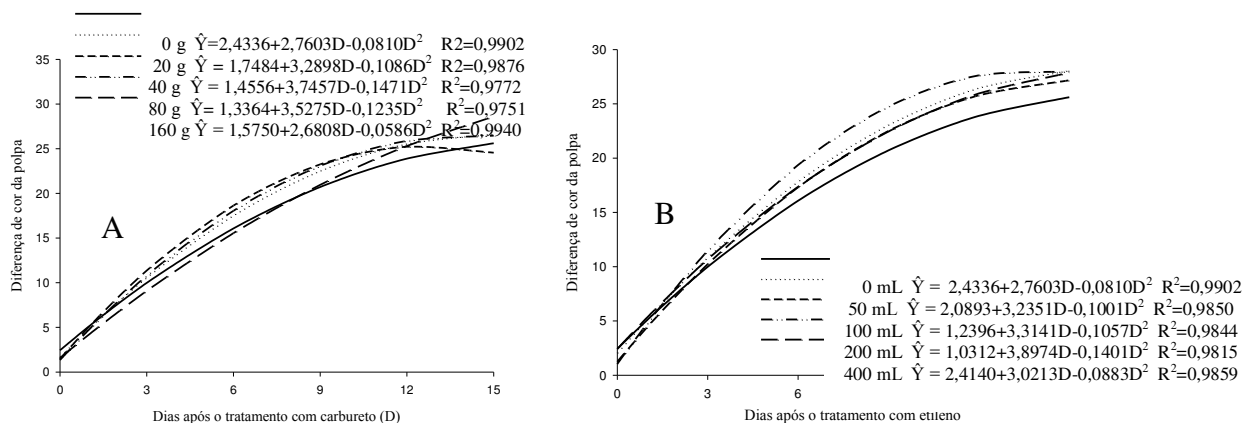 0 g Ŷ=2,4336+2,7603D-0,0810D² R2=0,9902
20 g Ŷ = 1,7484+3,2898D-0,1086D² R2=0,9876
40 g Ŷ = 1,4556+3,7457D-0,1471D² R²=0,9772
80 g Ŷ= 1,3364+3,5275D-0,1235D² R²=0,9751
160 g Ŷ = 1,5750+2,6808D-0,0586D² R²=0,9940
35
30
25
20
15
10
5
0
Diferença de cor da polpa
A
0 3 6 9 12 15
Dias após o tratamento com carbureto (D)
30
25
20
15
10
5
0
Diferença de cor da polpa
B
0 mL Ŷ = 2,4336+2,7603D-0,0810D² R²=0,9902
50 mL Ŷ = 2,0893+3,2351D-0,1001D² R²=0,9850
100 mL Ŷ = 1,2396+3,3141D-0,1057D² R²=0,9844
200 mL Ŷ = 1,0312+3,8974D-0,1401D² R²=0,9815
400 mL Ŷ = 2,4140+3,0213D-0,0883D² R²=0,9859
0 3 6
Dias após o tratamento com etileno